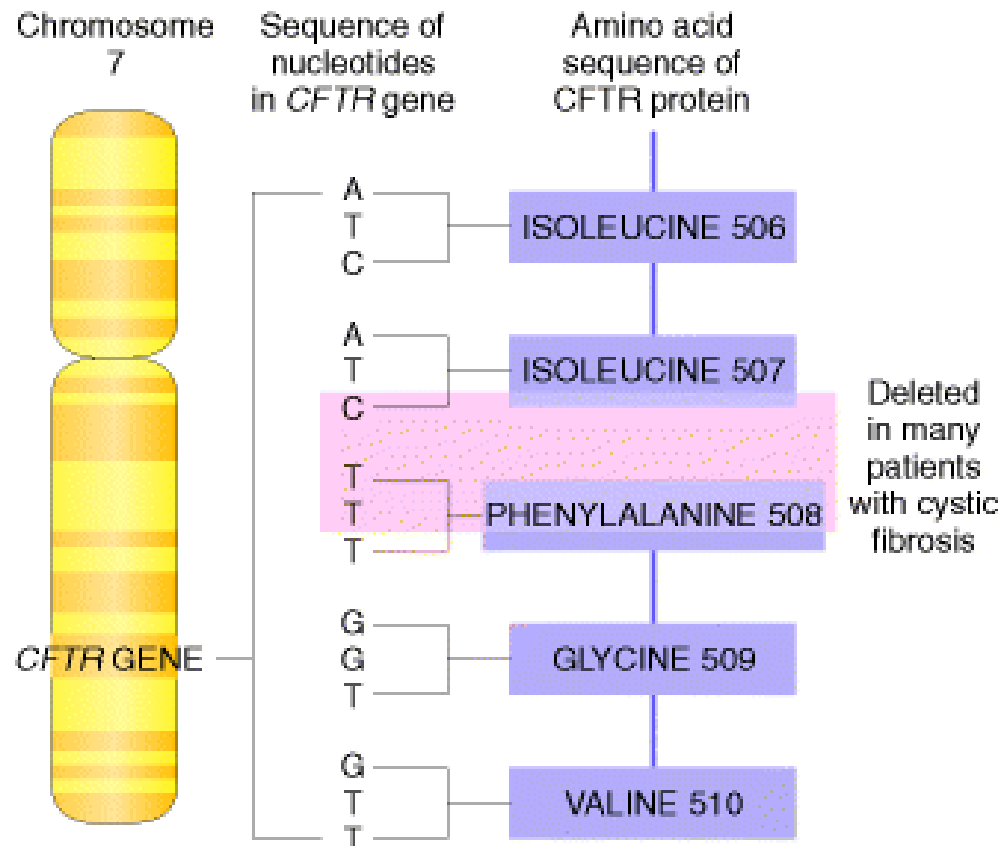 Chromosome
7
Sequence of
nucleotides
in CFTR gene
Amino acid
sequence of
CFTR protein
A
T
C
ISOLEUCINE 506
A
T
C
ISOLEUCINE 507
T
T
T
PHENYLALANINE 508
Deleted
in many
patients
with cystic
fibrosis
G
G
T
GLYCINE 509
CFTR GENE
G
T
T
VALINE 510